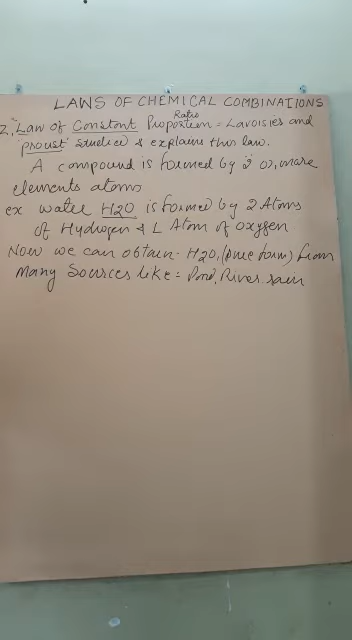 LAWS OF CHEMICAL COMBINATIONS
Ratio
2. Law of Constant Proportion = Lavoisies and
proust studied & explains this law.
A compound is formed by 2 or more
elements atoms
ex water H2O is formed by 2 Atoms
of Hydrogen & 1 Atom of Oxygen
Now we can obtain - H2O, (pure form) from
Many Sources like = Pond, River rain